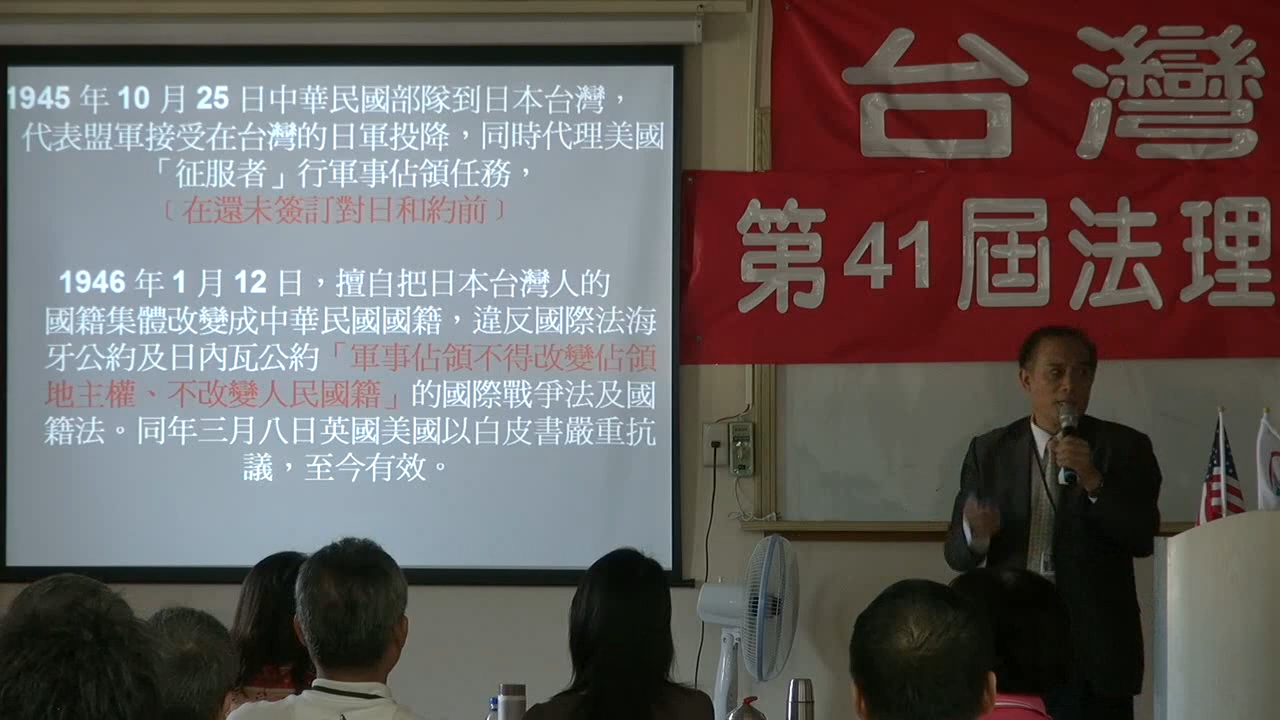 1945 年 10 月 25 日中華民國部隊到日本台灣，
代表盟軍接受在台灣的日軍投降，同時代理美國
「征服者」行軍事佔領任務，
﹝在還未簽訂對日和約前﹞
1946 年 1 月 12 日，擅自把日本台灣人的
國籍集體改變成中華民國國籍，違反國際法海
牙公約及日內瓦公約「軍事佔領不得改變佔領
地主權、不改變人民國籍」的國際戰爭法及國
籍法。同年三月八日英國美國以白皮書嚴重抗
議，至今有效。
台灣
第41屆法理